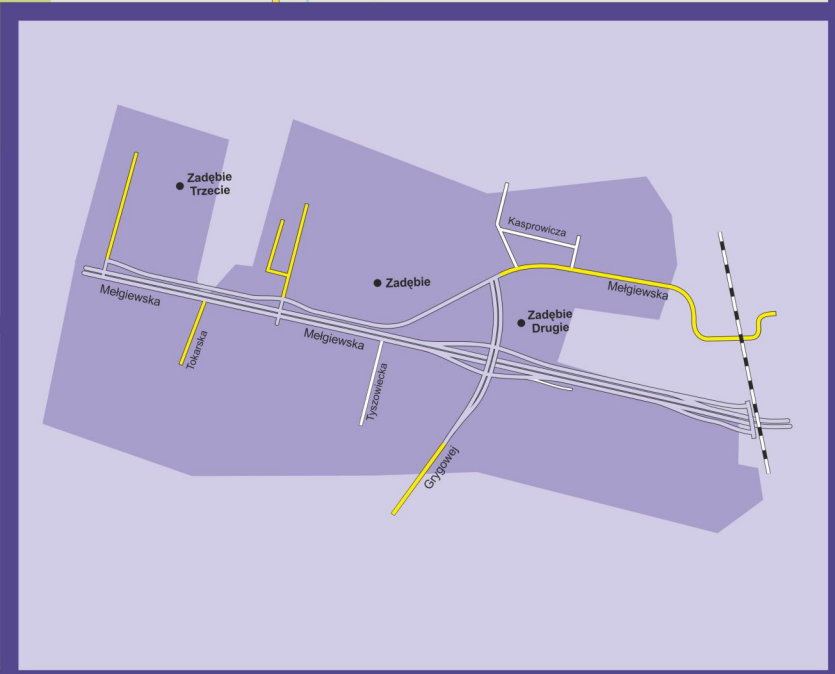 Zadębie
Trzecie
Kasprowicza
Zadębie
Mełgiewska
Mełgiewska
Zadębie
Drugie
Mełgiewska
Tokarska
Tyszowiecka
Grygowej